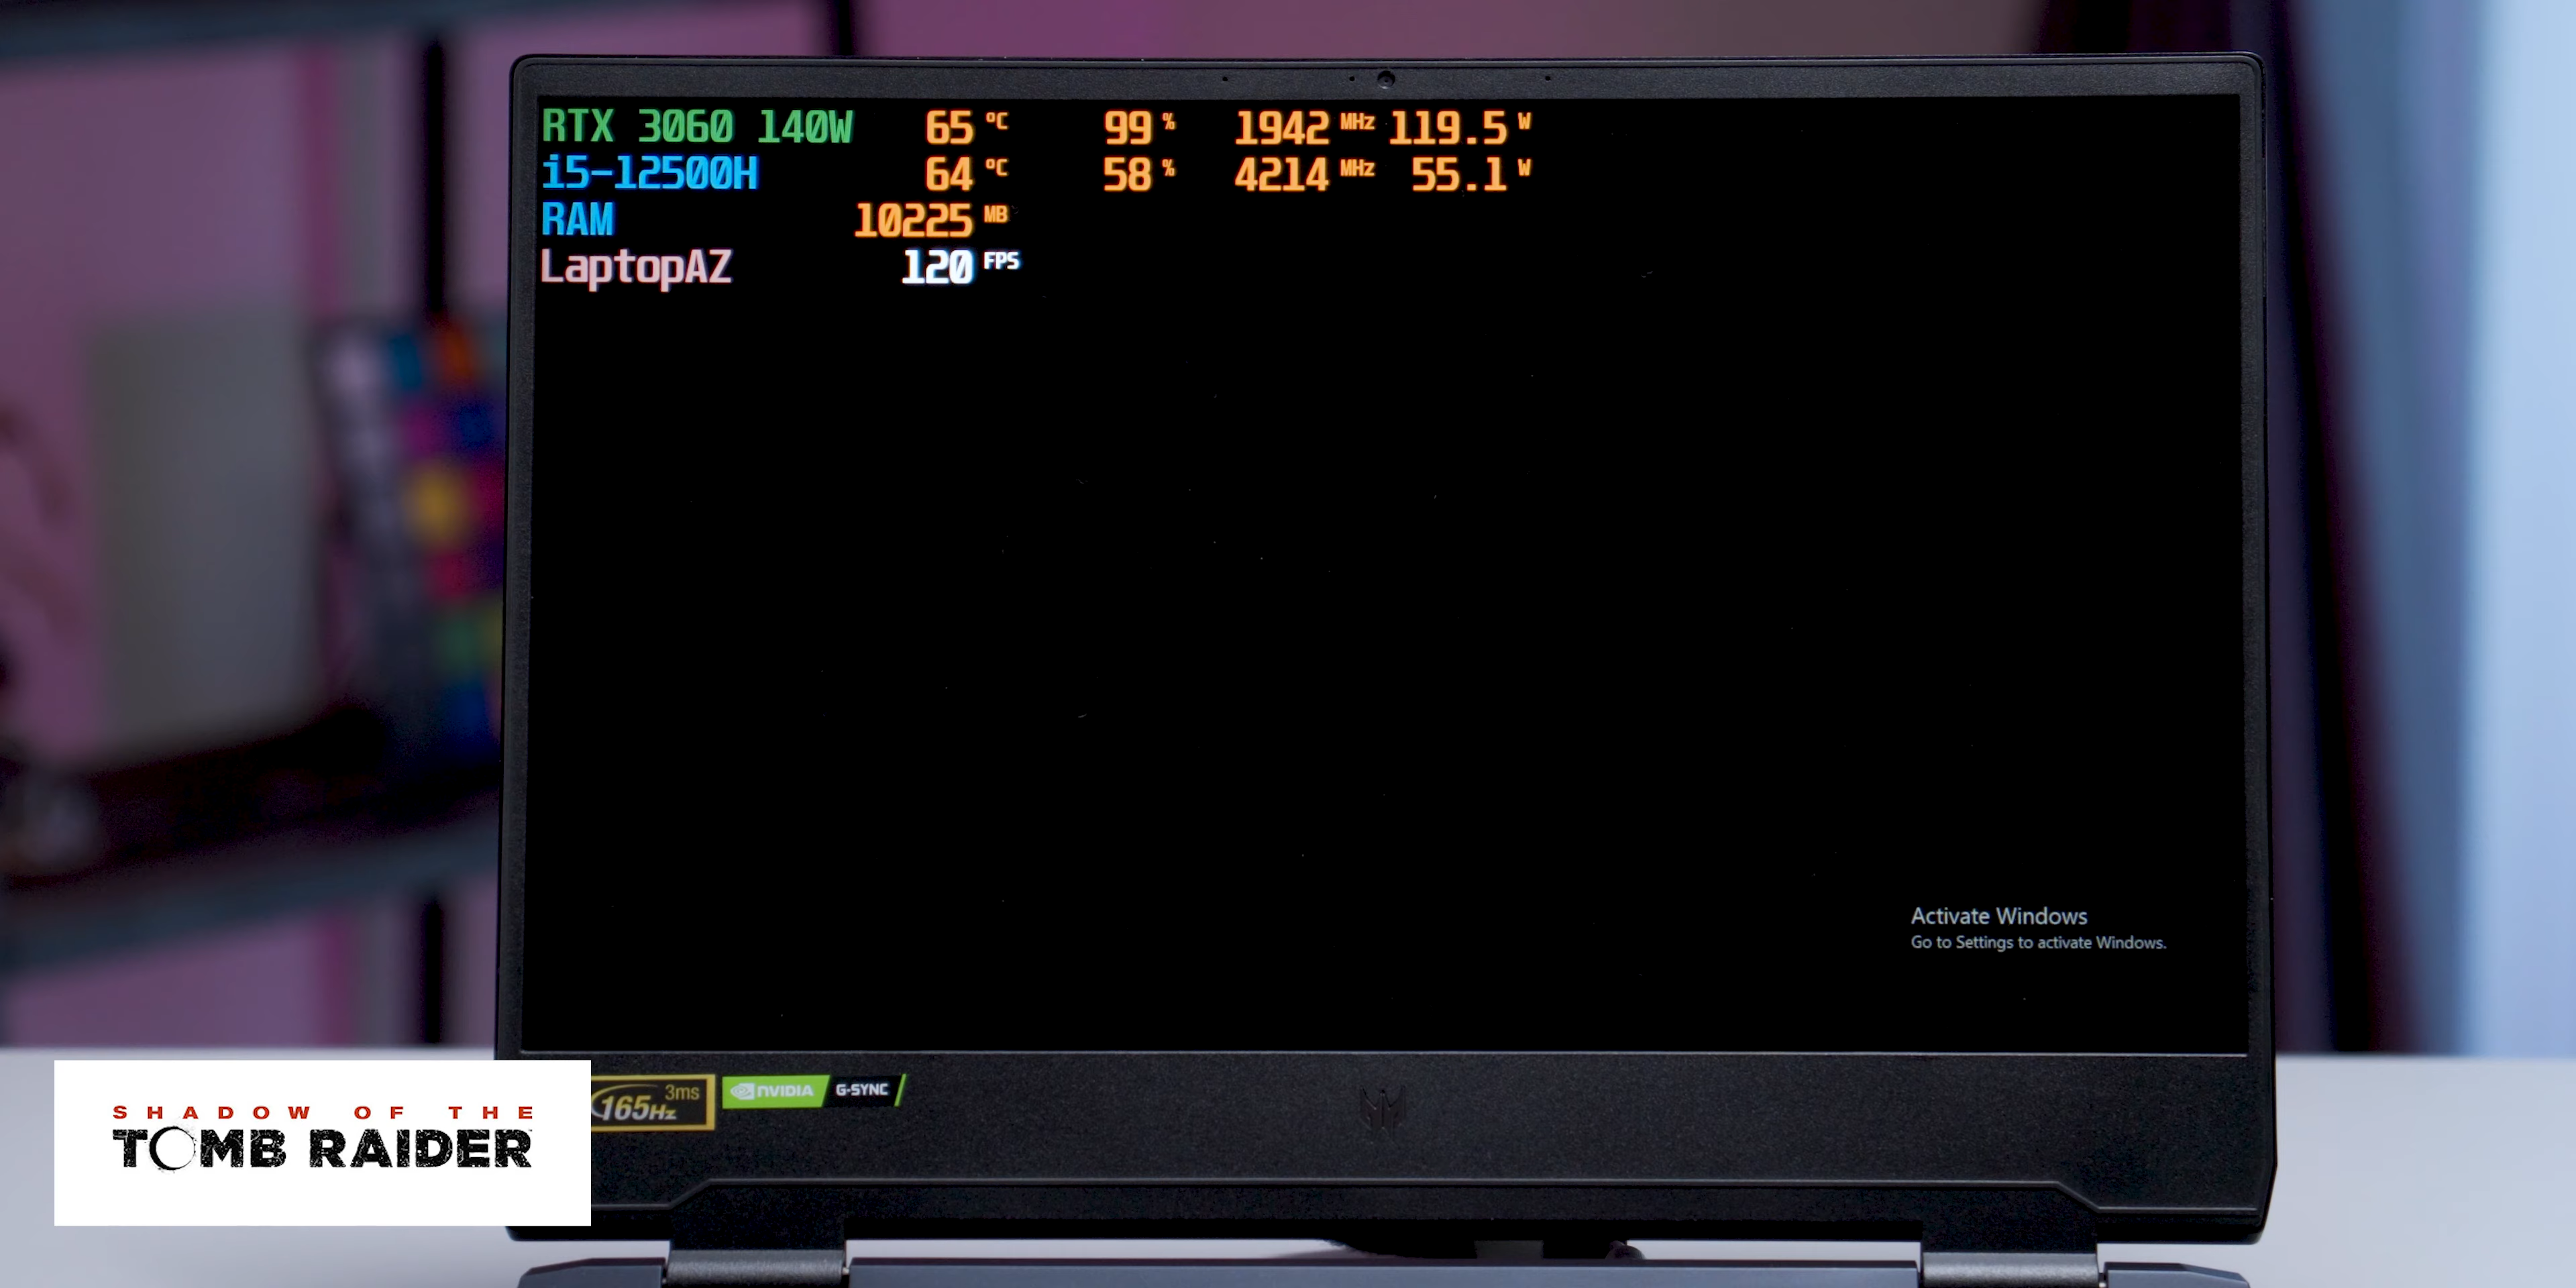 RTX 3060 140W 65 °C 99 % 1942 MHz 119.5 W
i5-12500H 64 °C 58 % 4214 MHz 55.1 W
RAM 10225 MB
LaptopAZ 120 FPS
Activate Windows
Go to Settings to activate Windows.
3ms
165Hz
NVIDIA G-SYNC
SHADOW OF THE
TOMB RAIDER